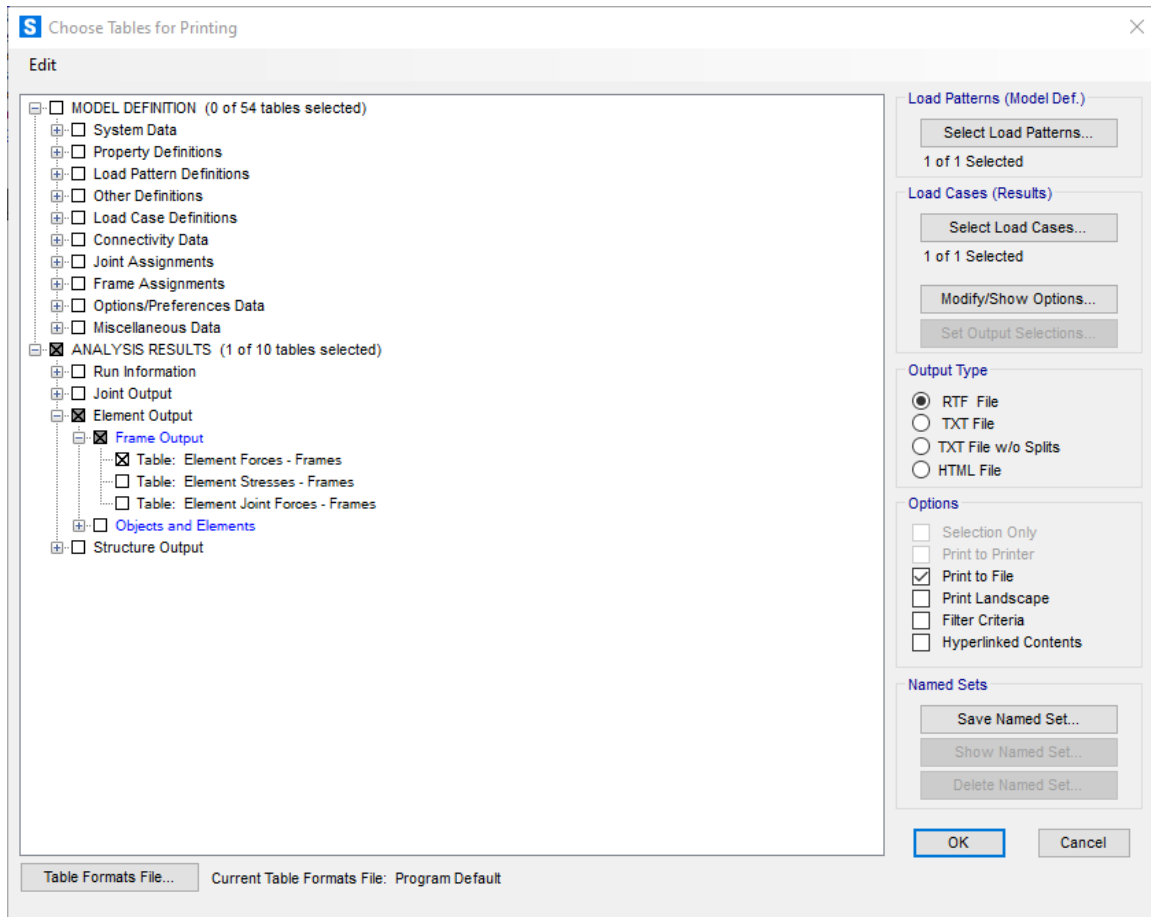 S Choose Tables for Printing
Edit
MODEL DEFINITION (0 of 54 tables selected)
System Data
Property Definitions
Load Pattern Definitions
Other Definitions
Load Case Definitions
Connectivity Data
Joint Assignments
Frame Assignments
Options/Preferences Data
Miscellaneous Data
ANALYSIS RESULTS (1 of 10 tables selected)
Run Information
Joint Output
Element Output
Frame Output
Table: Element Forces - Frames
Table: Element Stresses - Frames
Table: Element Joint Forces - Frames
Objects and Elements
Structure Output
Load Patterns (Model Def.)
Select Load Patterns...
1 of 1 Selected
Load Cases (Results)
Select Load Cases...
1 of 1 Selected
Modify/Show Options...
Set Output Selections...
Output Type
RTF File
TXT File
TXT File w/o Splits
HTML File
Options
Selection Only
Print to Printer
Print to File
Print Landscape
Filter Criteria
Hyperlinked Contents
Named Sets
Save Named Set...
Show Named Set...
Delete Named Set...
OK
Cancel
Table Formats File...
Current Table Formats File: Program Default